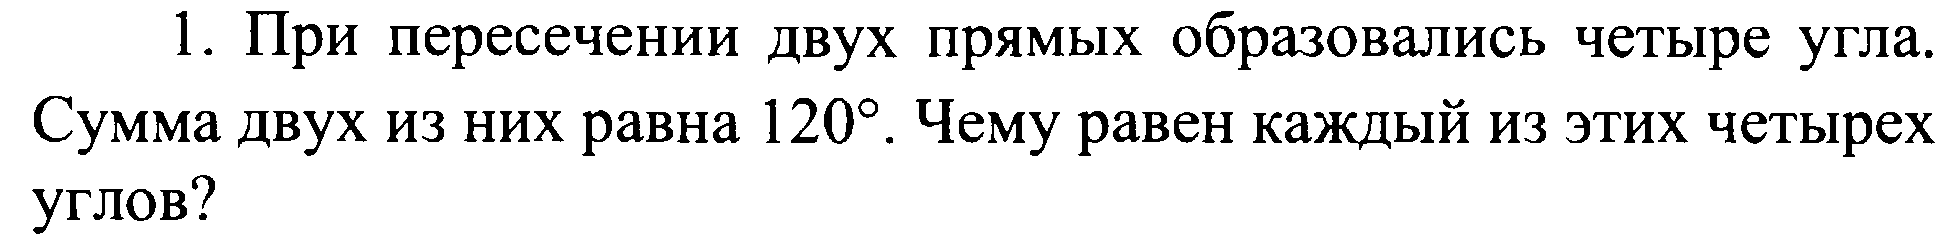 1. При пересечении двух прямых образовались четыре угла.
Сумма двух из них равна 120°. Чему равен каждый из этих четырех
углов?